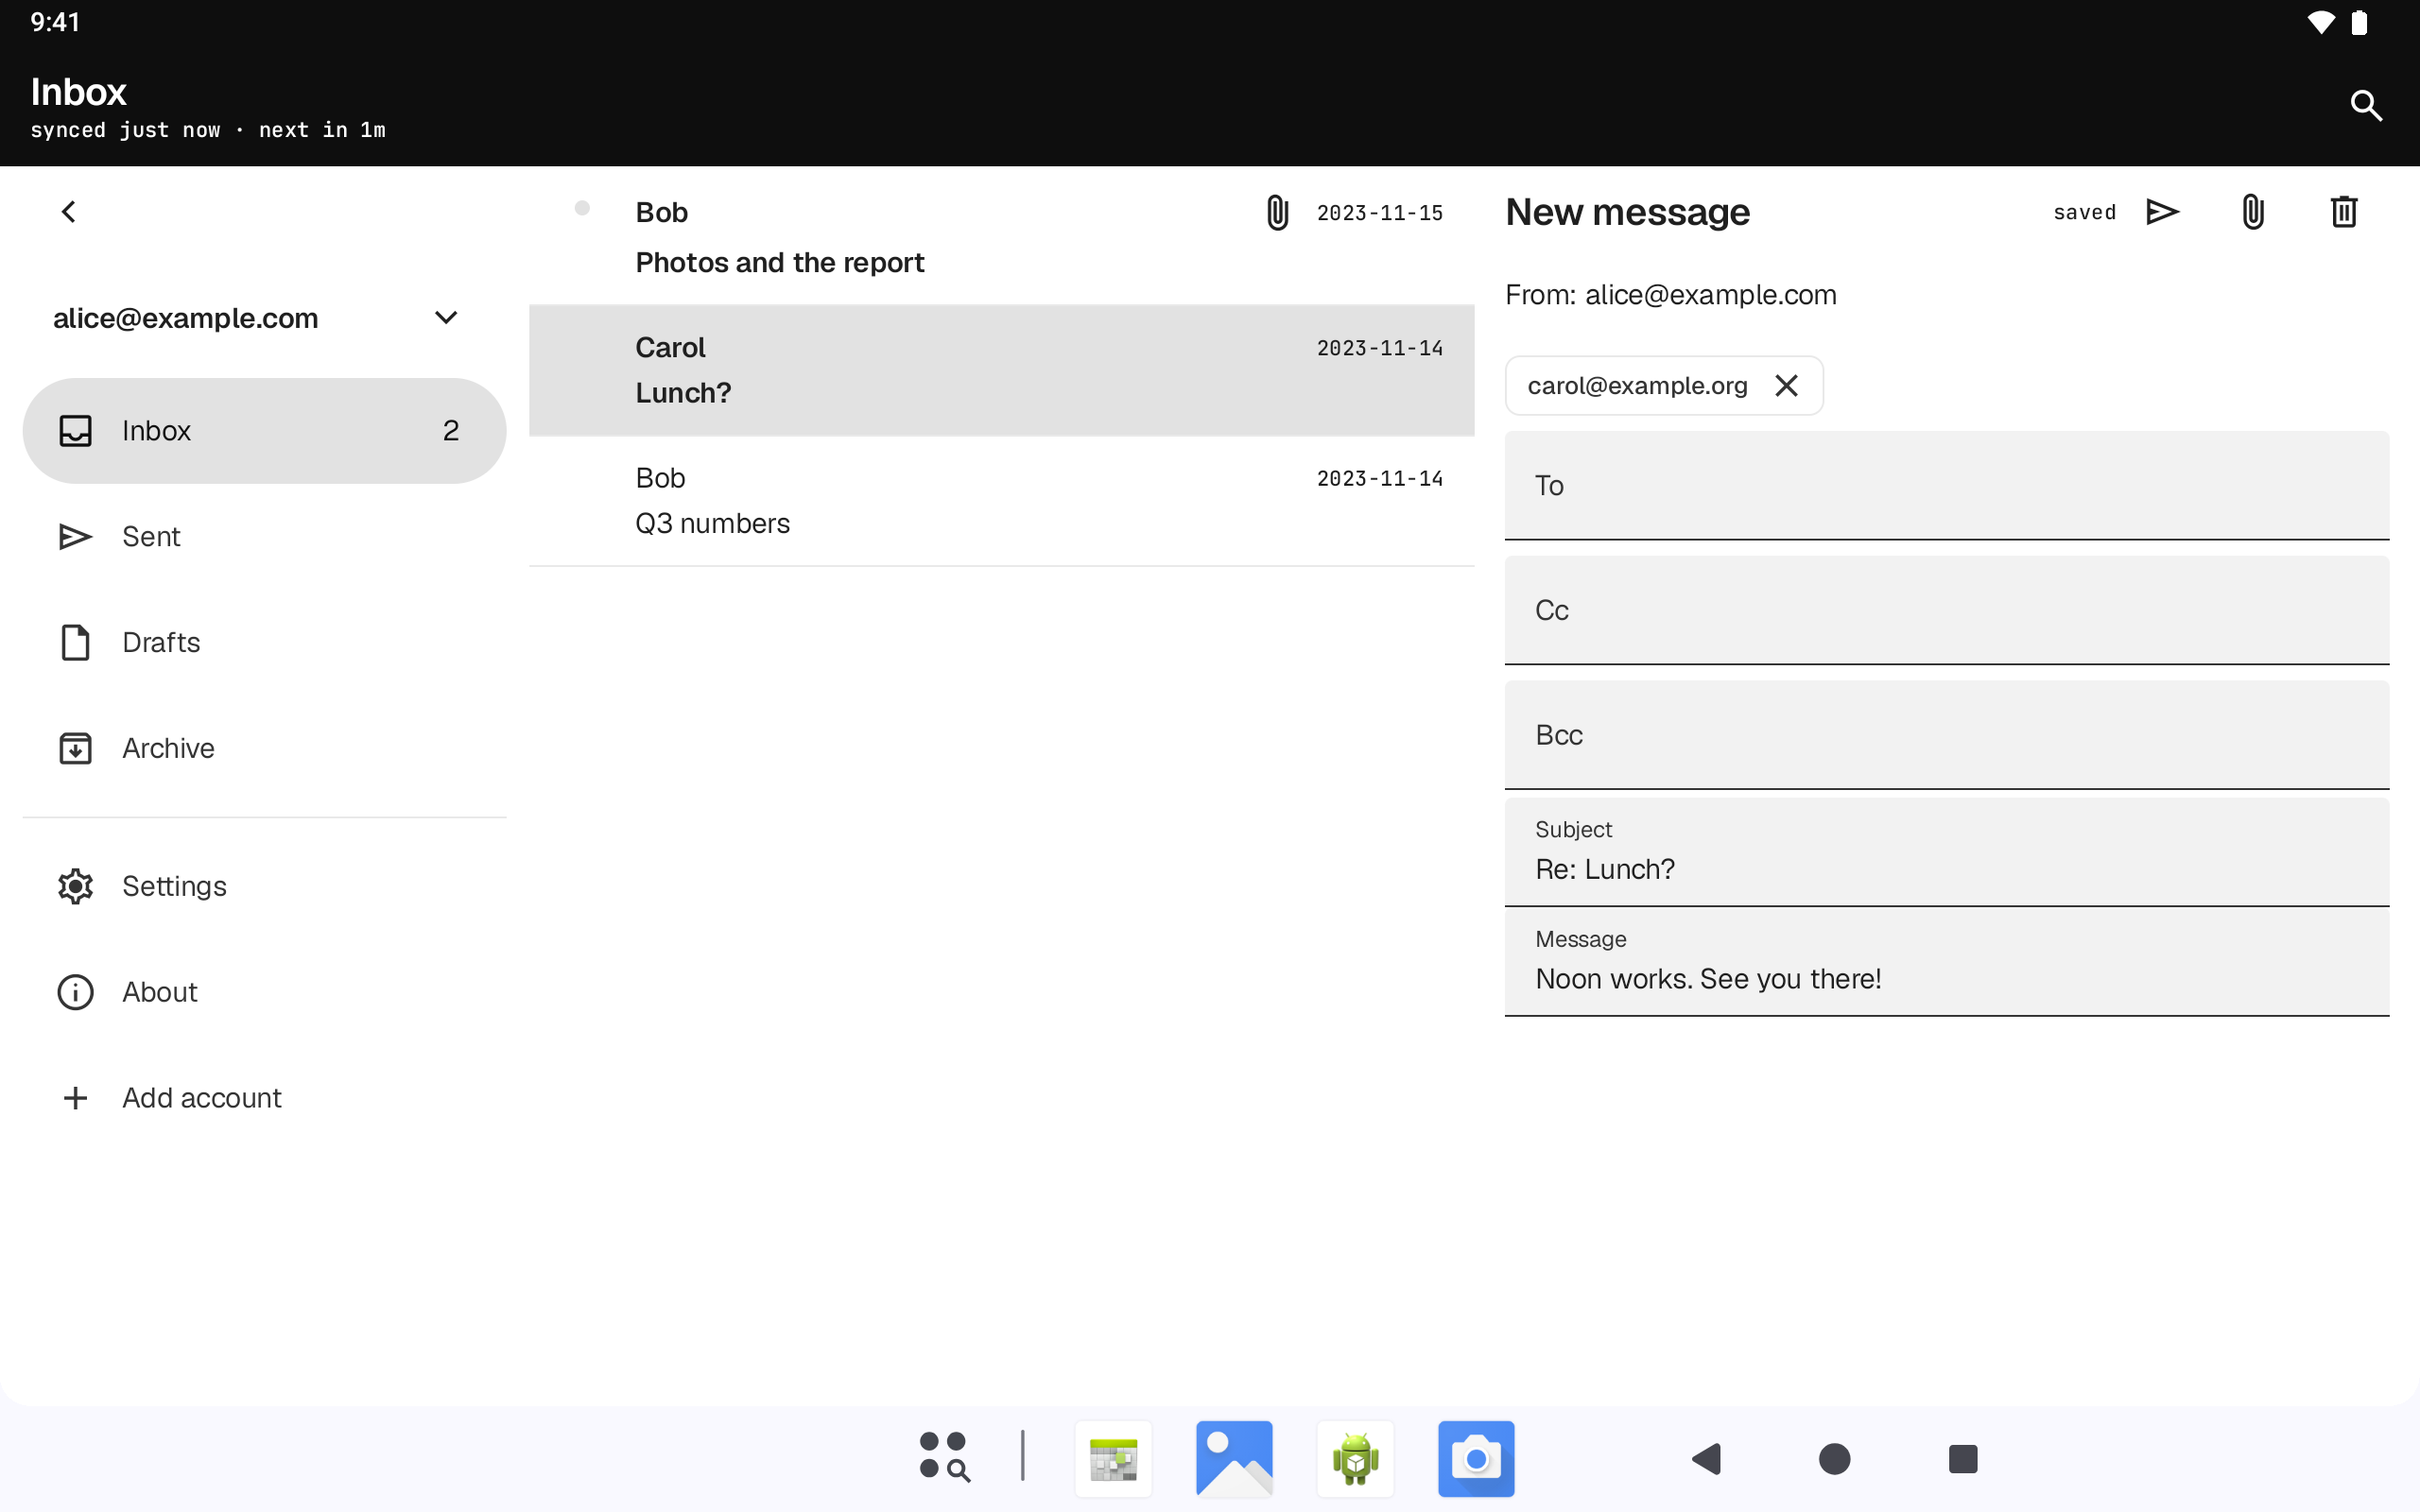 9:41
Inbox
synced just now · next in 1m
alice@example.com
Inbox 2
Sent
Drafts
Archive
Settings
About
Add account
Bob 2023-11-15
Photos and the report
Carol 2023-11-14
Lunch?
Bob 2023-11-14
Q3 numbers
New message saved
From: alice@example.com
carol@example.org
To
Cc
Bcc
Subject
Re: Lunch?
Message
Noon works. See you there!